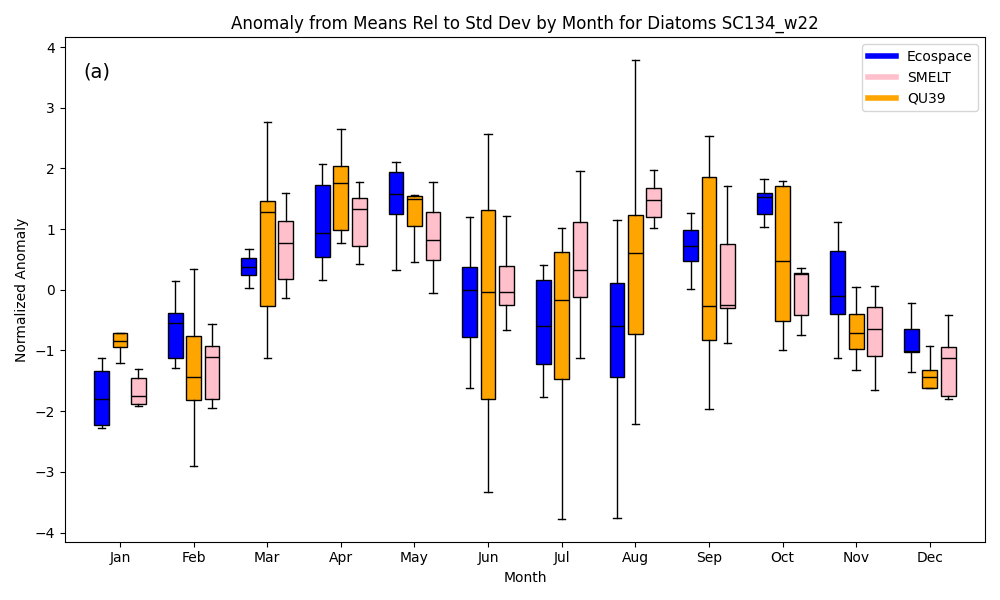 Anomaly from Means Rel to Std Dev by Month for Diatoms SC134_w22
(a)
Ecospace
SMELT
QU39
Normalized Anomaly
4
3
2
1
0
−1
−2
−3
−4
Jan Feb Mar Apr May Jun Jul Aug Sep Oct Nov Dec
Month